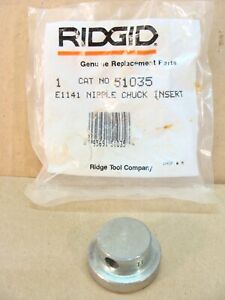 RIDGID
Genuine Replacement Parts
1 CAT NO 51035
E1141 NIPPLE CHUCK INSERT
Ridge Tool Company